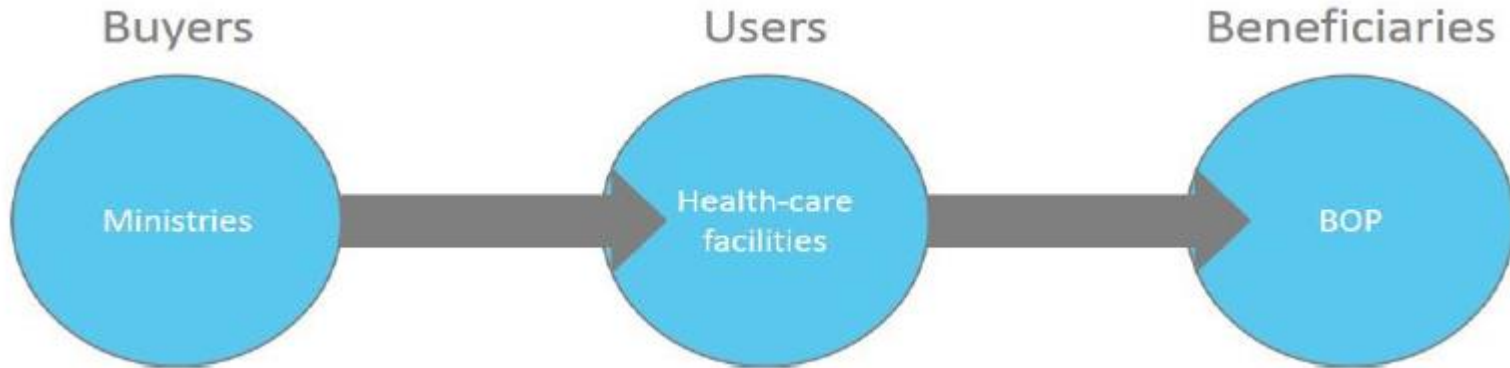 Buyers
Users
Beneficiaries
Ministries
Health-care
facilities
BOP